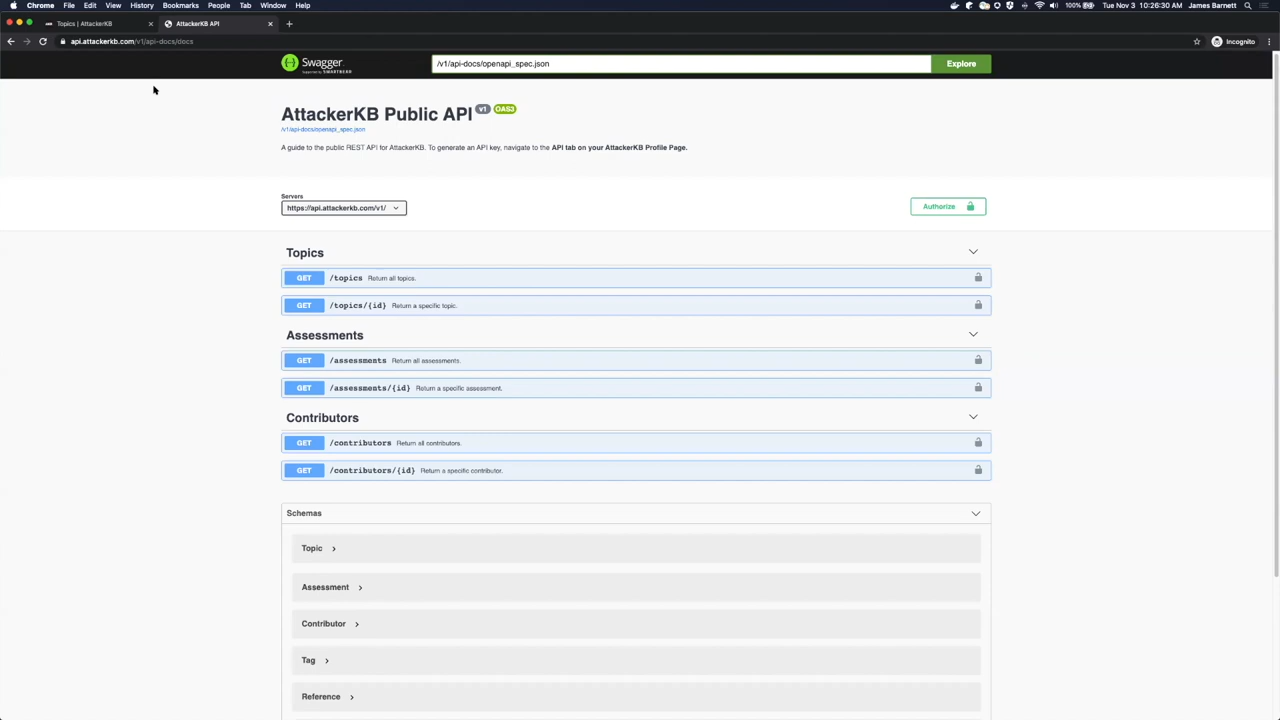 Chrome File Edit View History Bookmarks People Tab Window Help 100% Tue Nov 3 10:26:30 AM James Barnett
Topics | AttackerKB AttackerKB API
api.attackerkb.com/v1/api-docs/docs Incognito
Swagger /v1/api-docs/openapi_spec.json Explore
Supported by SMARTBEAR
AttackerKB Public API v1 OAS3
/v1/api-docs/openapi_spec.json
A guide to the public REST API for AttackerKB. To generate an API key, navigate to the API tab on your AttackerKB Profile Page.
Servers
https://api.attackerkb.com/v1/ Authorize
Topics
GET /topics Return all topics.
GET /topics/{id} Return a specific topic.
Assessments
GET /assessments Return all assessments.
GET /assessments/{id} Return a specific assessment.
Contributors
GET /contributors Return all contributors.
GET /contributors/{id} Return a specific contributor.
Schemas
Topic
Assessment
Contributor
Tag
Reference